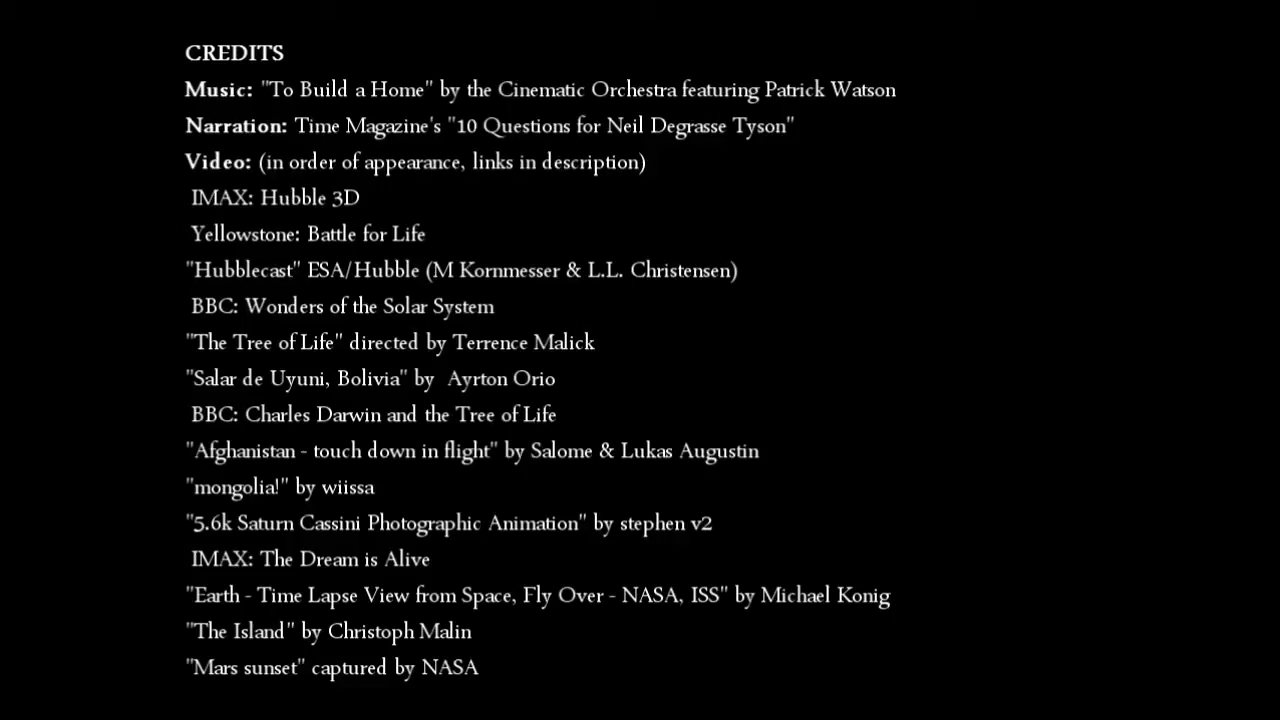 CREDITS
Music: "To Build a Home" by the Cinematic Orchestra featuring Patrick Watson
Narration: Time Magazine's "10 Questions for Neil Degrasse Tyson"
Video: (in order of appearance, links in description)
IMAX: Hubble 3D
Yellowstone: Battle for Life
"Hubblecast" ESA/Hubble (M Kornmesser & L.L. Christensen)
BBC: Wonders of the Solar System
"The Tree of Life" directed by Terrence Malick
"Salar de Uyuni, Bolivia" by  Ayrton Orio
BBC: Charles Darwin and the Tree of Life
"Afghanistan - touch down in flight" by Salome & Lukas Augustin
"mongolia!" by wiissa
"5.6k Saturn Cassini Photographic Animation" by stephen v2
IMAX: The Dream is Alive
"Earth - Time Lapse View from Space, Fly Over - NASA, ISS" by Michael Konig
"The Island" by Christoph Malin
"Mars sunset" captured by NASA